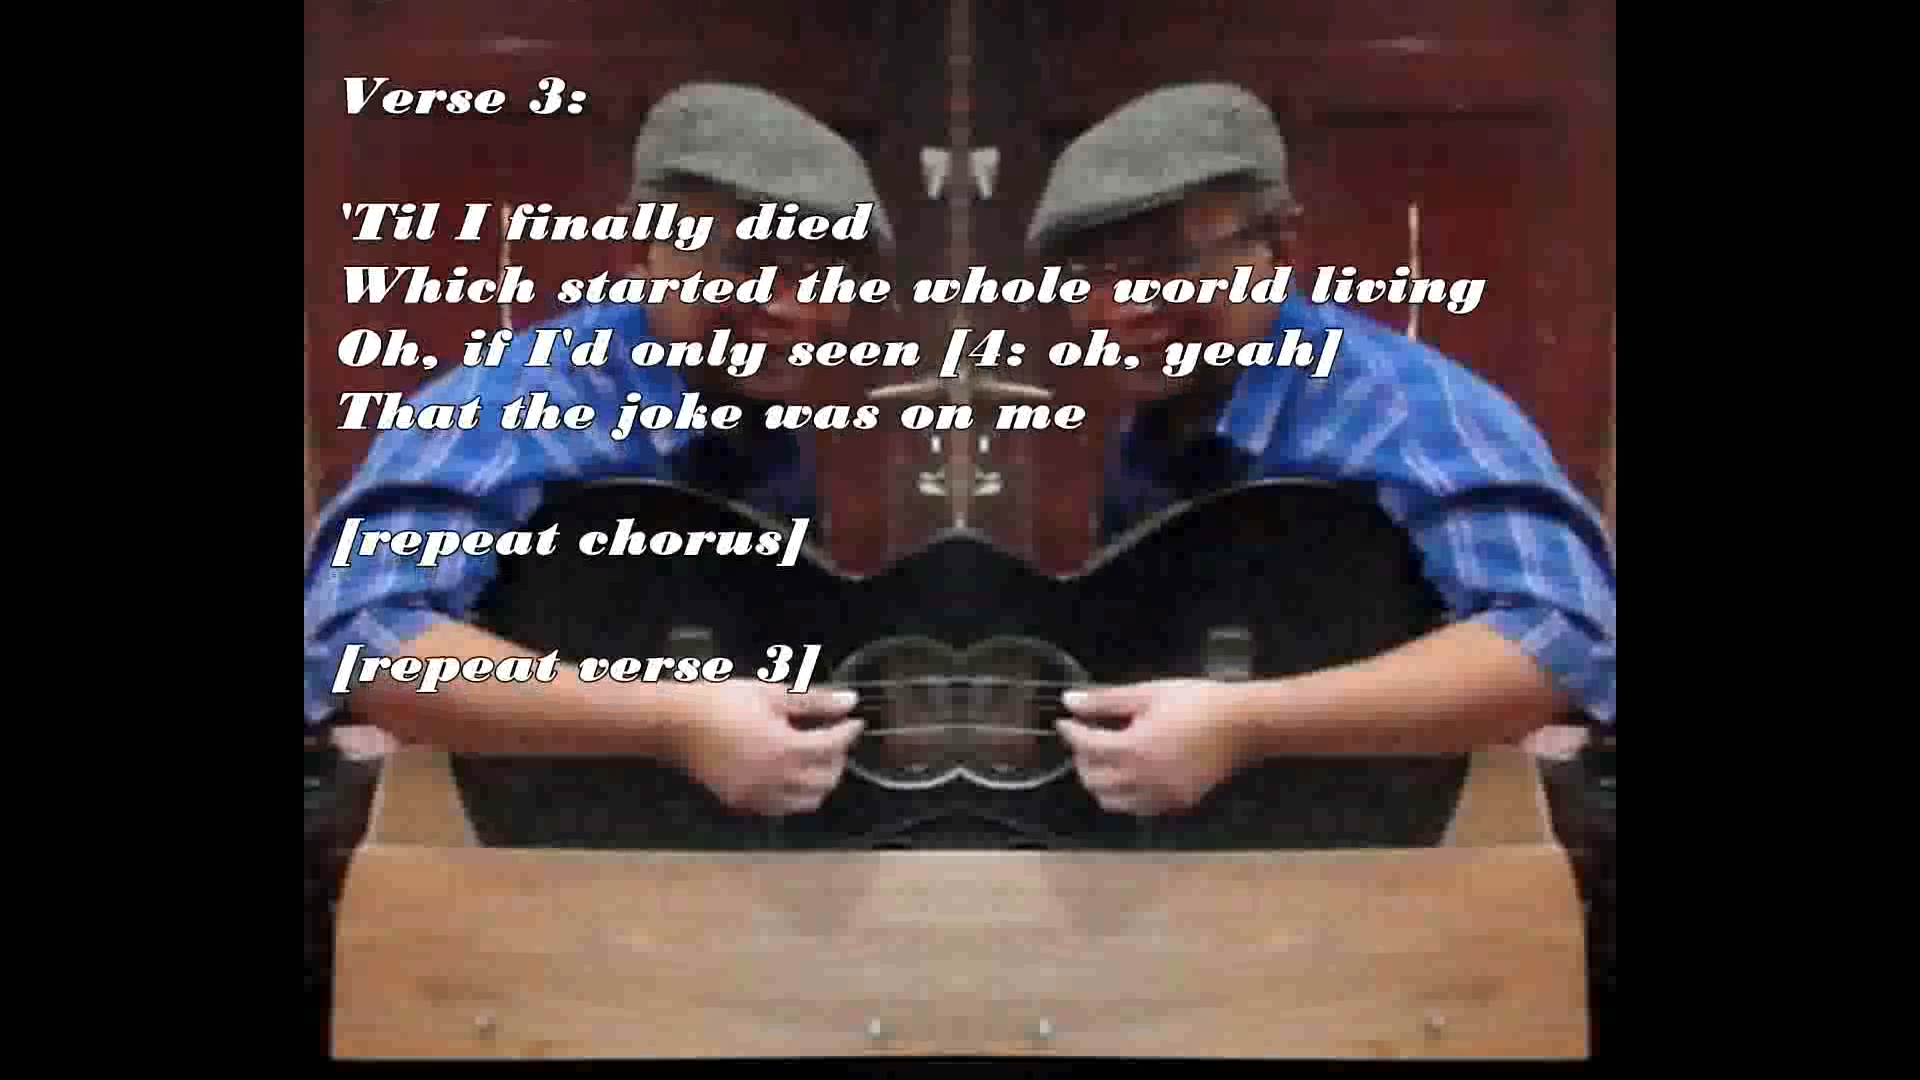 Verse 3:
'Til I finally died
Which started the whole world living
Oh, if I'd only seen [4: oh, yeah]
That the joke was on me
[repeat chorus]
[repeat verse 3]